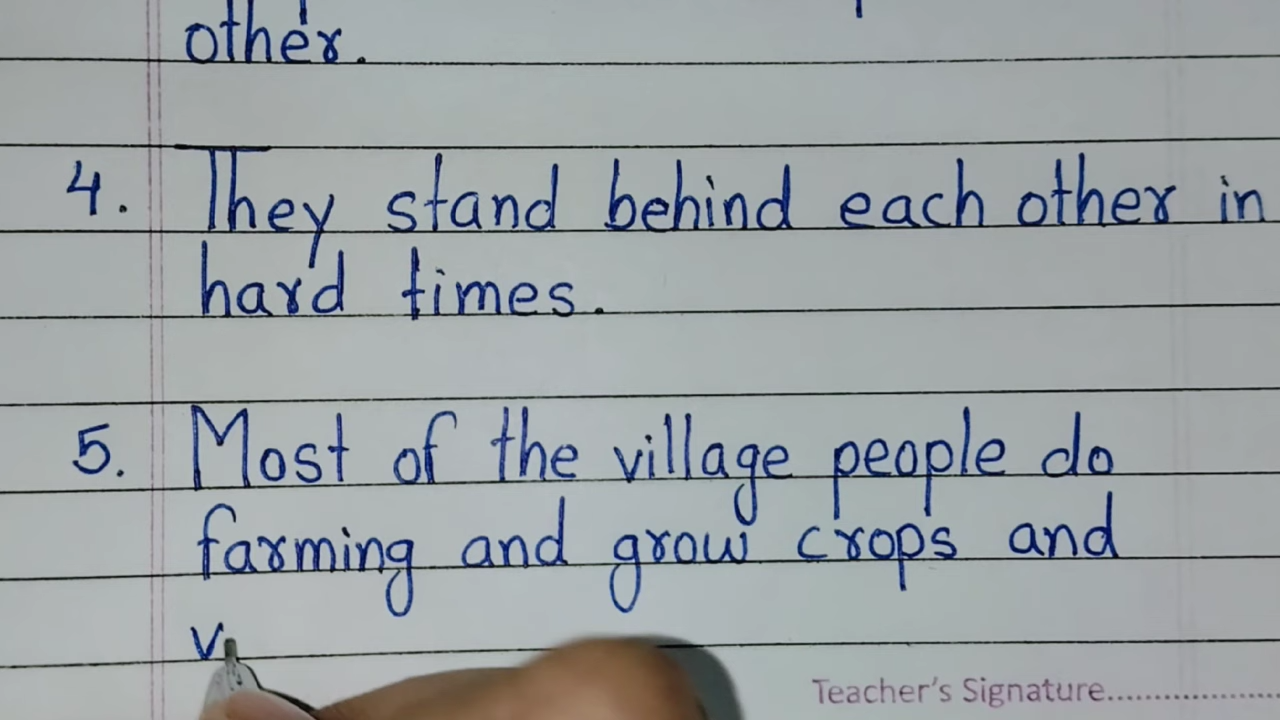 other.
4. They stand behind each other in
hard times.
5. Most of the village people do
farming and grow crops and
v
Teacher's Signature.....................